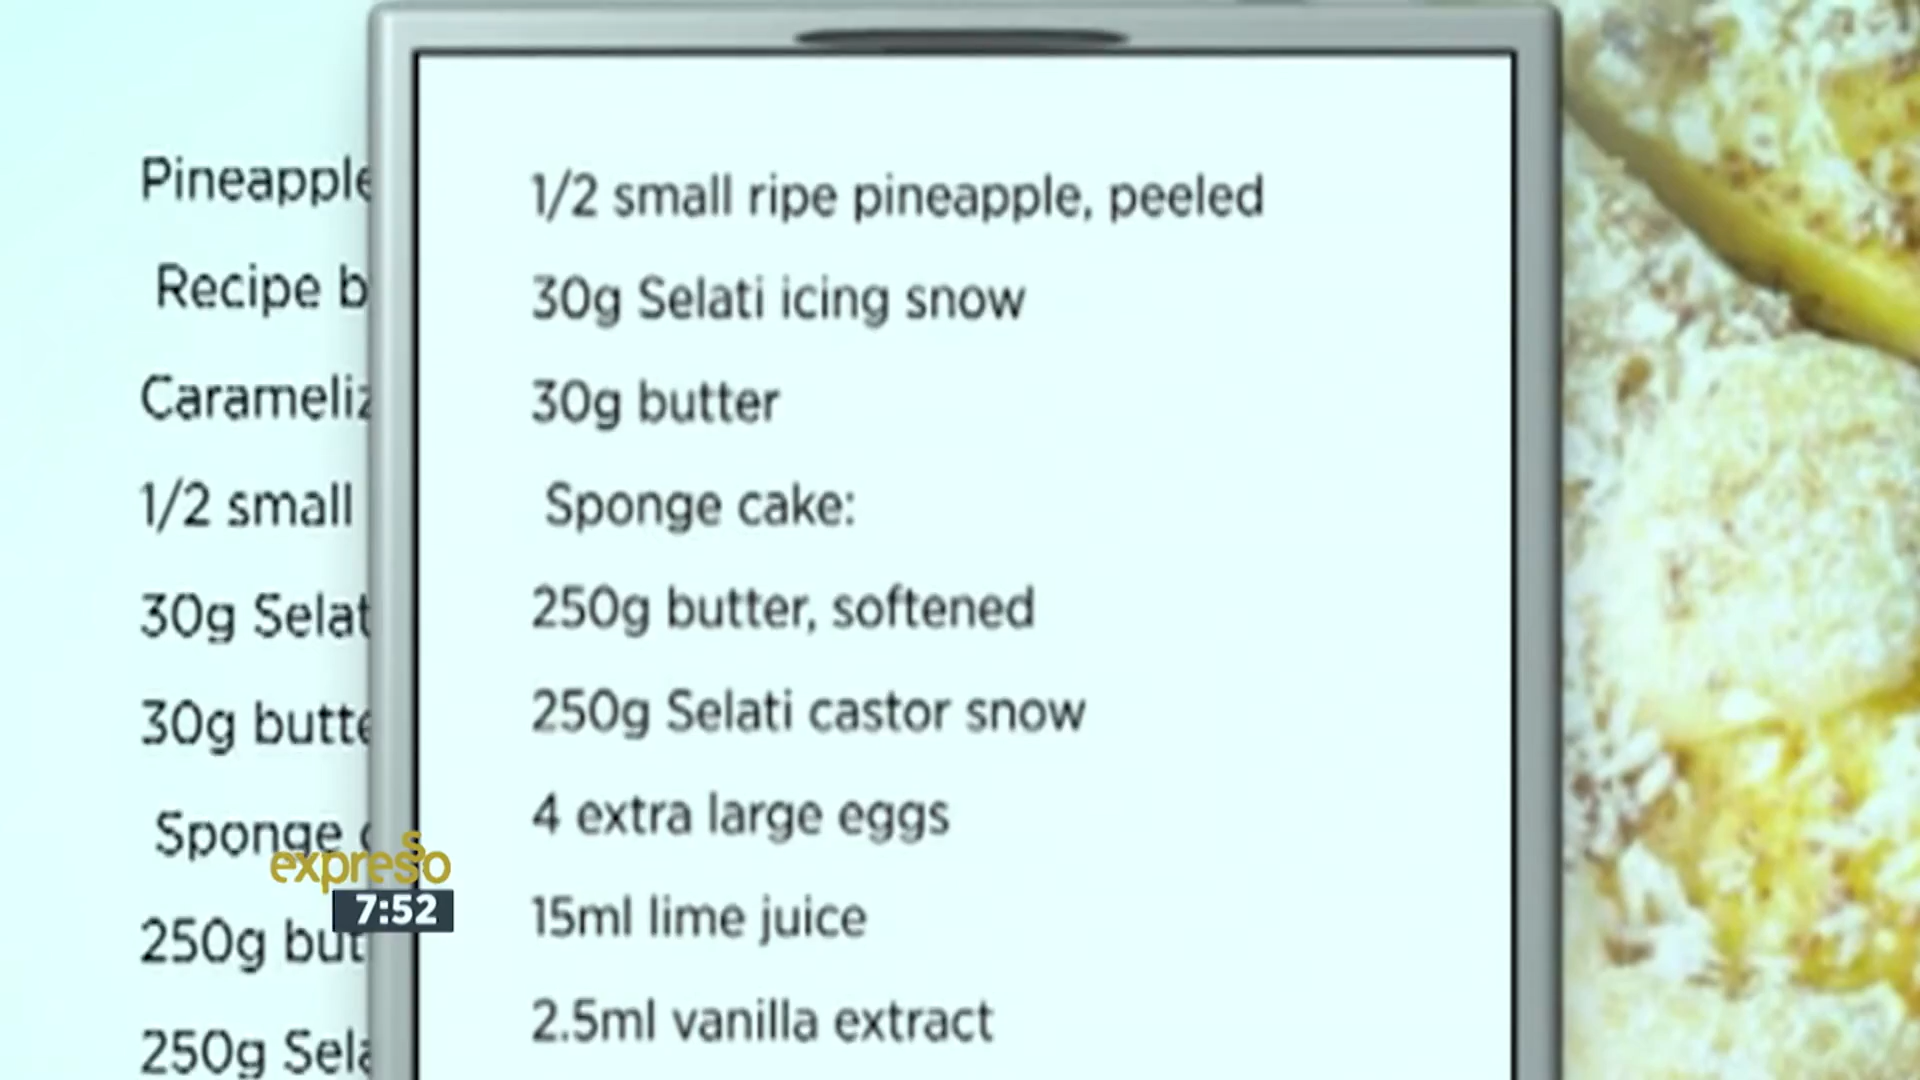 Pineapple
Recipe b
Carameliz
1/2 small
30g Selat
30g butte
Sponge c
250g but
250g Sela
1/2 small ripe pineapple, peeled
30g Selati icing snow
30g butter
Sponge cake:
250g butter, softened
250g Selati castor snow
4 extra large eggs
15ml lime juice
2.5ml vanilla extract
expresso
7:52